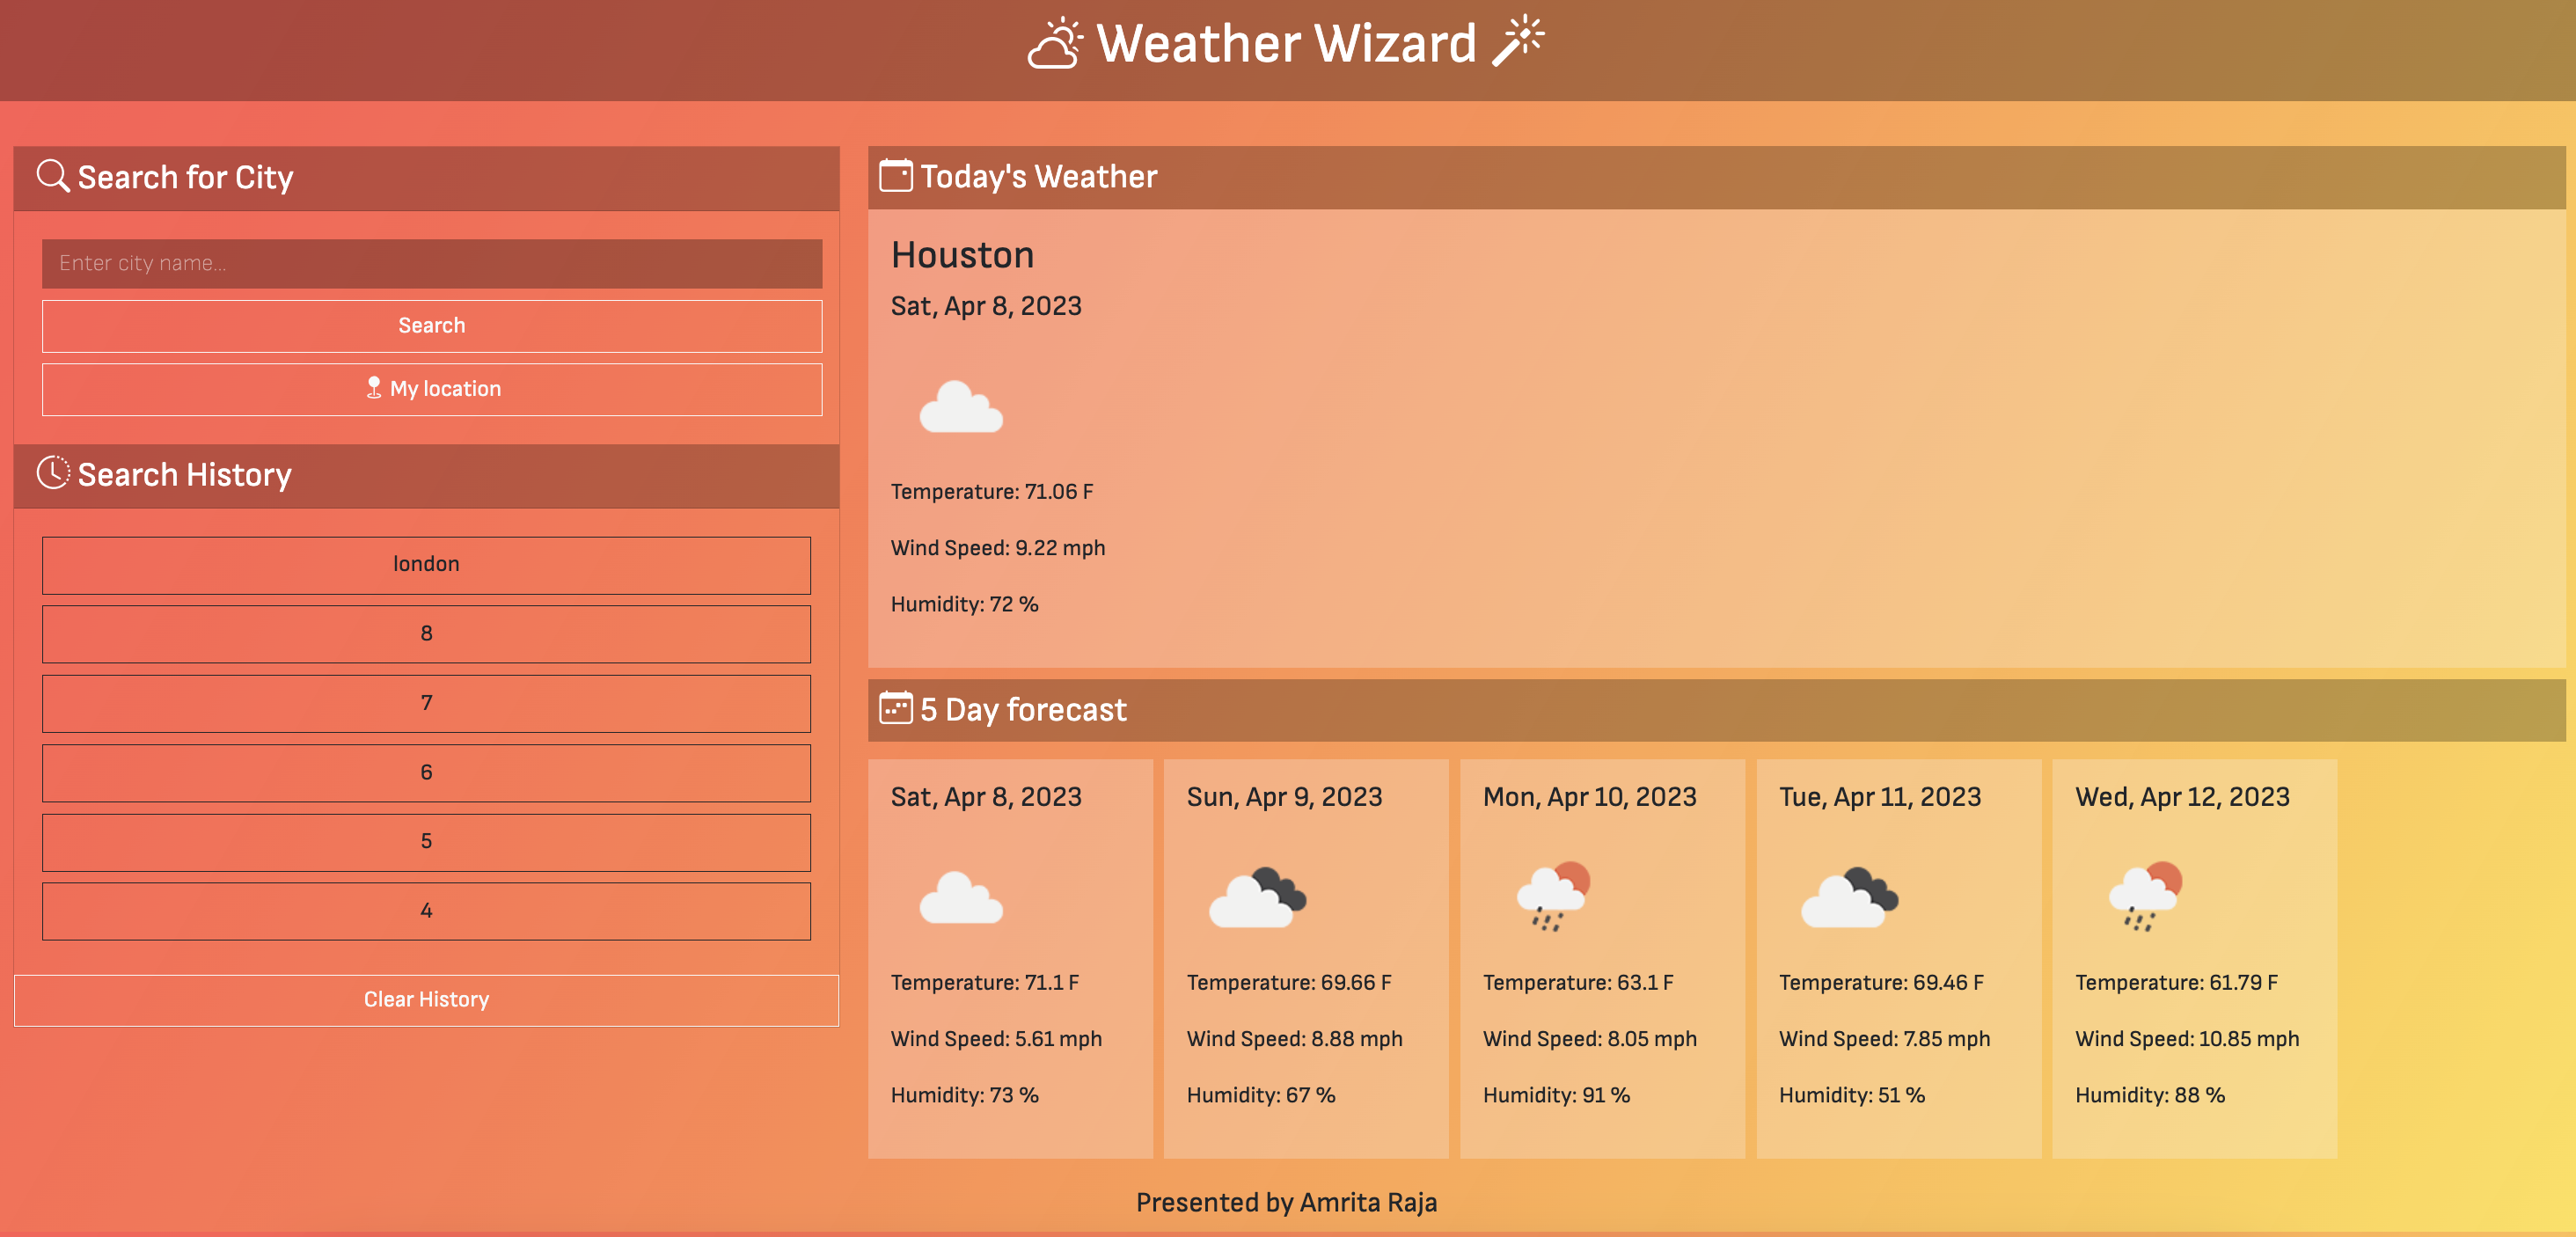 Weather Wizard
Search for City
Enter city name...
Search
My location
Search History
london
8
7
6
5
4
Clear History
Today's Weather
Houston
Sat, Apr 8, 2023
Temperature: 71.06 F
Wind Speed: 9.22 mph
Humidity: 72 %
5 Day forecast
Sat, Apr 8, 2023
Temperature: 71.1 F
Wind Speed: 5.61 mph
Humidity: 73 %
Sun, Apr 9, 2023
Temperature: 69.66 F
Wind Speed: 8.88 mph
Humidity: 67 %
Mon, Apr 10, 2023
Temperature: 63.1 F
Wind Speed: 8.05 mph
Humidity: 91 %
Tue, Apr 11, 2023
Temperature: 69.46 F
Wind Speed: 7.85 mph
Humidity: 51 %
Wed, Apr 12, 2023
Temperature: 61.79 F
Wind Speed: 10.85 mph
Humidity: 88 %
Presented by Amrita Raja